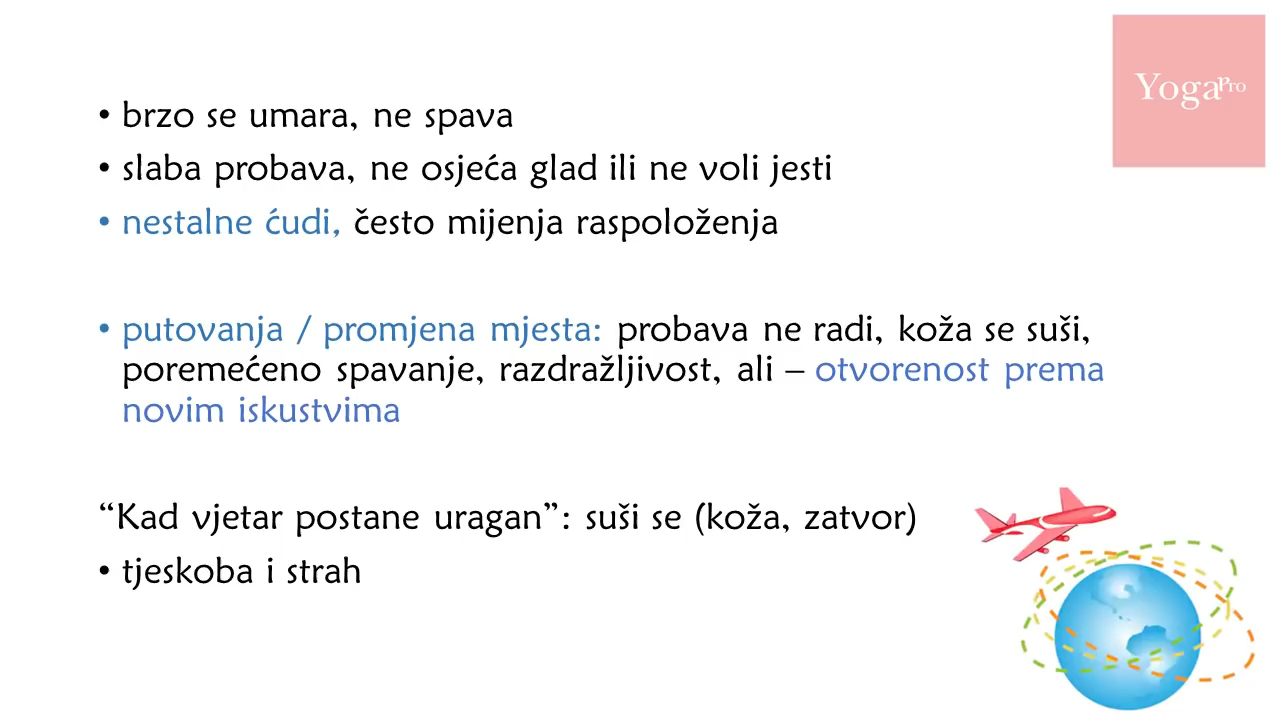 YogaPro
• brzo se umara, ne spava
• slaba probava, ne osjeća glad ili ne voli jesti
• nestalne ćudi, često mijenja raspoloženja
• putovanja / promjena mjesta: probava ne radi, koža se suši,
poremećeno spavanje, razdražljivost, ali – otvorenost prema
novim iskustvima
“Kad vjetar postane uragan”: suši se (koža, zatvor)
• tjeskoba i strah